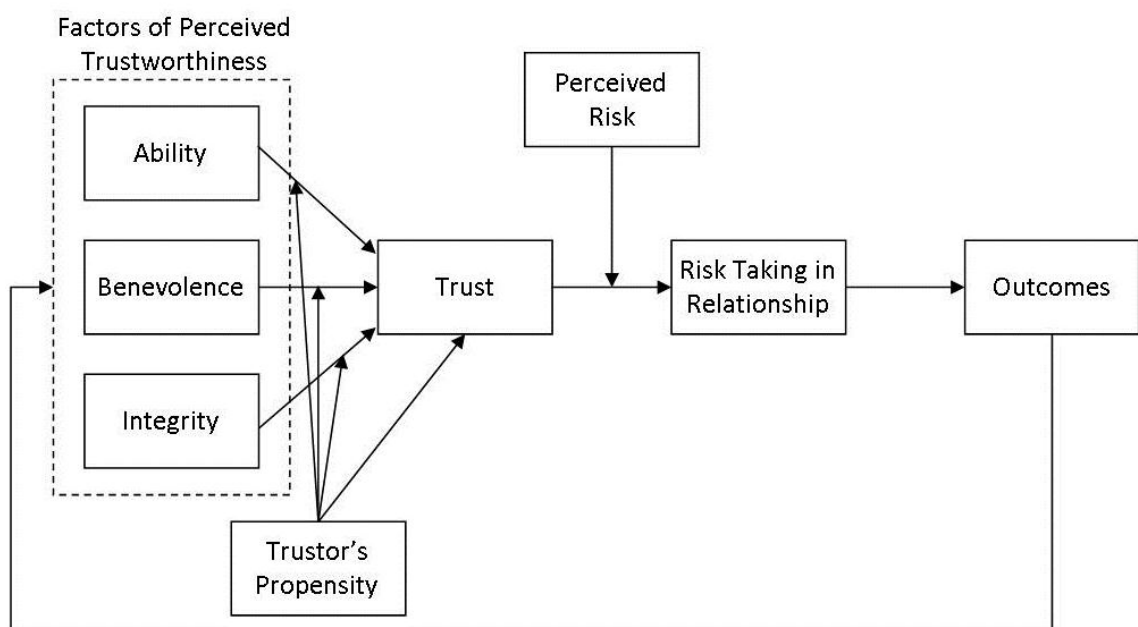 Factors of Perceived
Trustworthiness
Ability
Benevolence
Integrity
Trustor’s
Propensity
Trust
Perceived
Risk
Risk Taking in
Relationship
Outcomes